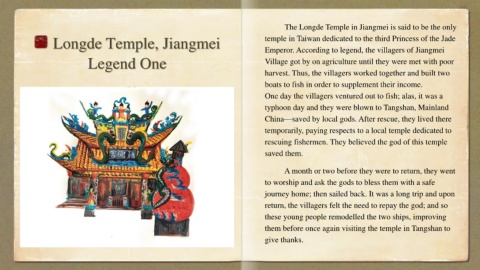 Longde Temple, Jiangmei
Legend One
The Longde Temple in Jiangmei is said to be the only
temple in Taiwan dedicated to the third Princess of the Jade
Emperor. According to legend, the villagers of Jiangmei
Village got by on agriculture until they were met with poor
harvest. Thus, the villagers worked together and built two
boats to fish in order to supplement their income.
One day the villagers ventured out to fish; alas, it was a
typhoon day and they were blown to Tangshan, Mainland
China—saved by local gods. After rescue, they lived there
temporarily, paying respects to a local temple dedicated to
rescuing fishermen. They believed the god of this temple
saved them.
A month or two before they were to return, they went
to worship and ask the gods to bless them with a safe
journey home; then sailed back. It was a long trip and upon
return, the villagers felt the need to repay the god; and so
these young people remodelled the two ships, improving
them before once again visiting the temple in Tangshan to
give thanks.